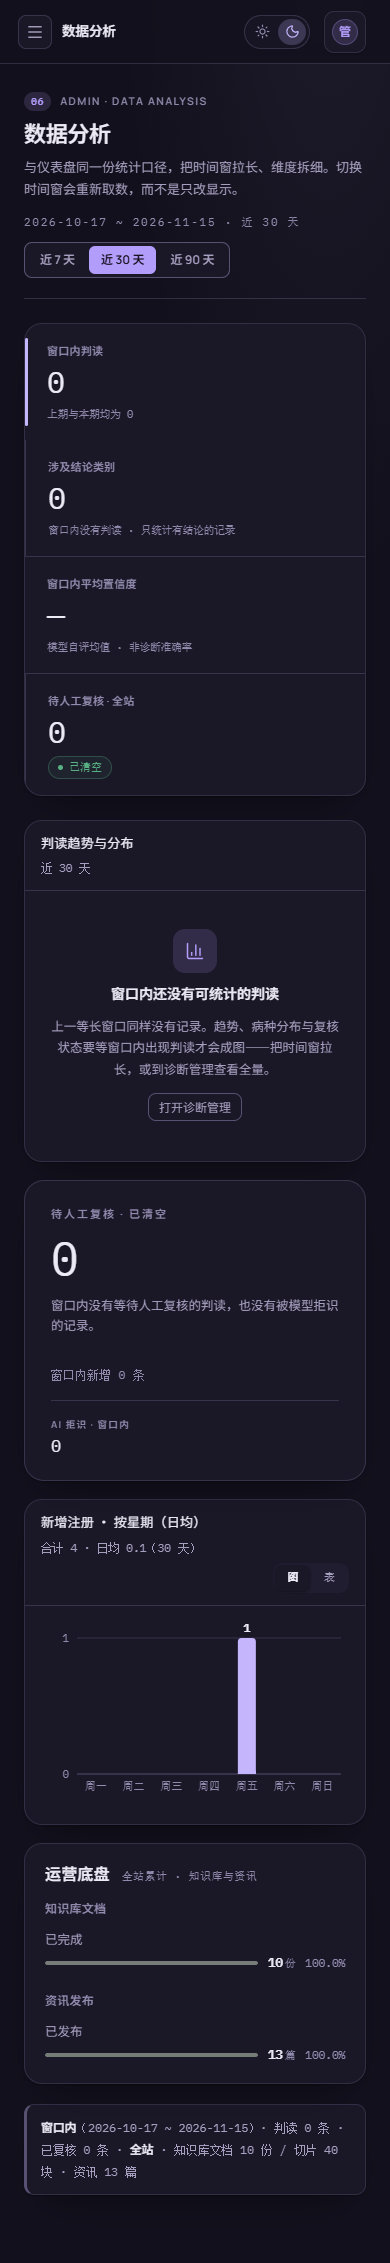 数据分析
管
06 ADMIN · DATA ANALYSIS
数据分析
与仪表盘同一份统计口径，把时间窗拉长、维度拆细。切换
时间窗会重新取数，而不是只改显示。
2026-10-17 ~ 2026-11-15 · 近 30 天
近 7 天 近 30 天 近 90 天
窗口内判读
0
上期与本期均为 0
涉及结论类别
0
窗口内没有判读 · 只统计有结论的记录
窗口内平均置信度
—
模型自评均值 · 非诊断准确率
待人工复核 · 全站
0
已清空
判读趋势与分布
近 30 天
窗口内还没有可统计的判读
上一等长窗口同样没有记录。趋势、病种分布与复核
状态要等窗口内出现判读才会成图——把时间窗拉
长，或到诊断管理查看全量。
打开诊断管理
待人工复核 · 已清空
0
窗口内没有等待人工复核的判读，也没有被模型拒识
的记录。
窗口内新增 0 条
AI 拒识 · 窗口内
0
新增注册 · 按星期（日均）
合计 4 · 日均 0.1（30 天）
图 表
1
1
0
周一 周二 周三 周四 周五 周六 周日
运营底盘 全站累计 · 知识库与资讯
知识库文档
已完成
10 份 100.0%
资讯发布
已发布
13 篇 100.0%
窗口内（2026-10-17 ~ 2026-11-15）· 判读 0 条 ·
已复核 0 条 · 全站 · 知识库文档 10 份 / 切片 40
块 · 资讯 13 篇